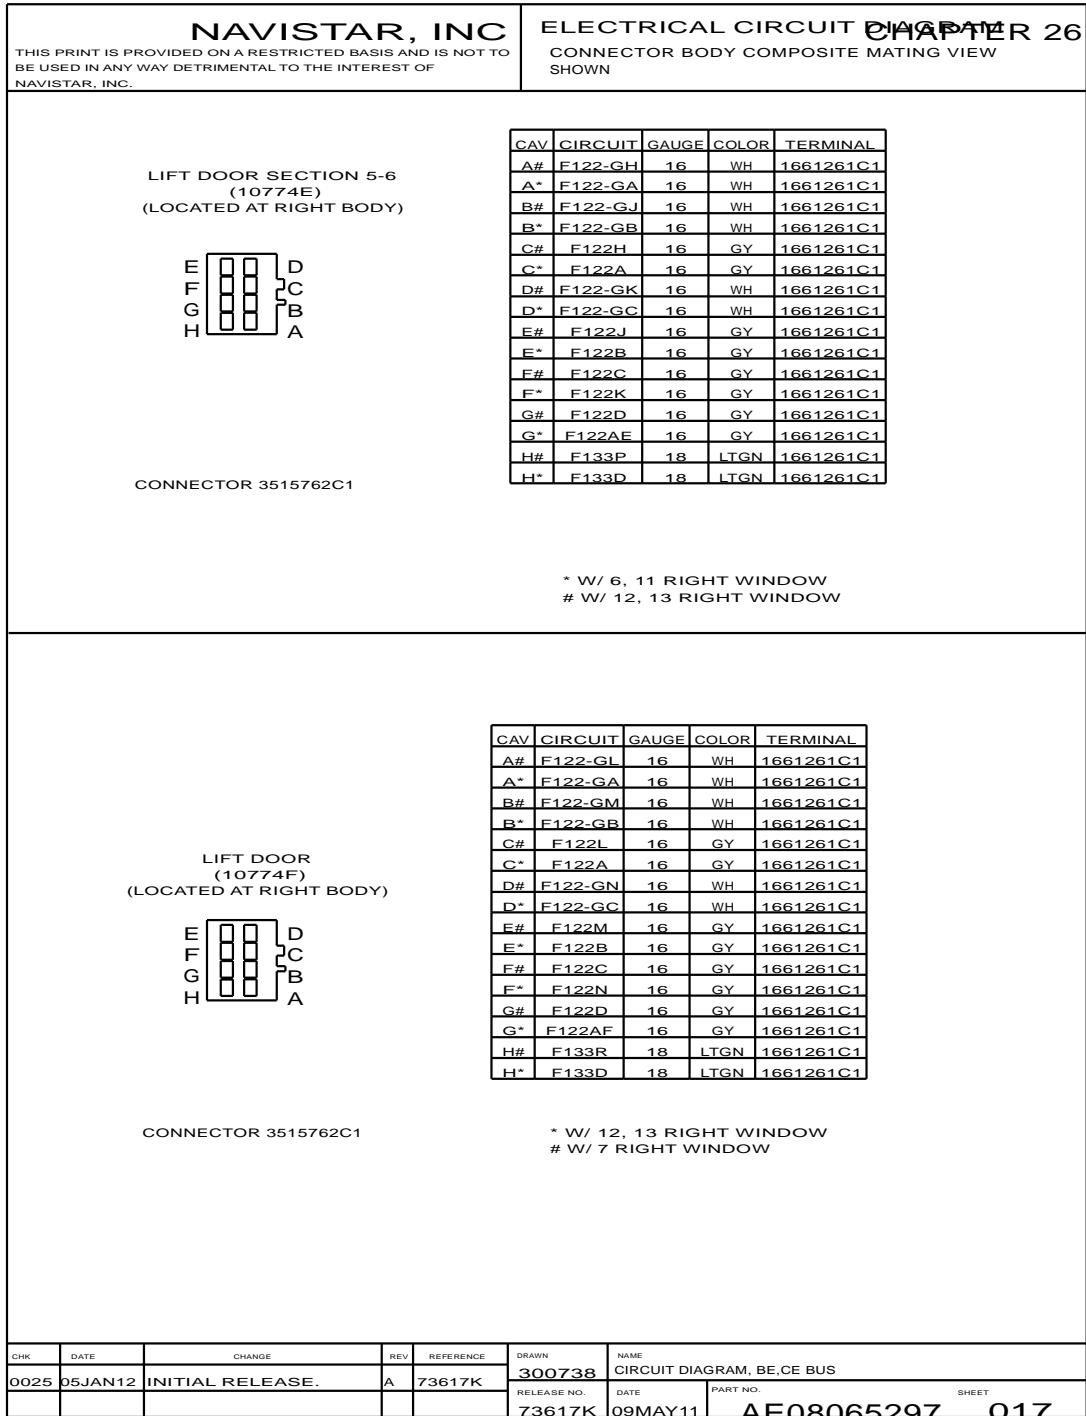 NAVISTAR, INC
THIS PRINT IS PROVIDED ON A RESTRICTED BASIS AND IS NOT TO
BE USED IN ANY WAY DETRIMENTAL TO THE INTEREST OF
NAVISTAR, INC.
ELECTRICAL CIRCUIT DIAGRAM
CHAPTER 26
CONNECTOR BODY COMPOSITE MATING VIEW
SHOWN
LIFT DOOR SECTION 5-6
(10774E)
(LOCATED AT RIGHT BODY)
E D
F C
G B
H A
CONNECTOR 3515762C1
CAV CIRCUIT GAUGE COLOR TERMINAL
A# F122-GH 16 WH 1661261C1
A* F122-GA 16 WH 1661261C1
B# F122-GJ 16 WH 1661261C1
B* F122-GB 16 WH 1661261C1
C# F122H 16 GY 1661261C1
C* F122A 16 GY 1661261C1
D# F122-GK 16 WH 1661261C1
D* F122-GC 16 WH 1661261C1
E# F122J 16 GY 1661261C1
E* F122B 16 GY 1661261C1
F# F122C 16 GY 1661261C1
F* F122K 16 GY 1661261C1
G# F122D 16 GY 1661261C1
G* F122AE 16 GY 1661261C1
H# F133P 18 LTGN 1661261C1
H* F133D 18 LTGN 1661261C1
* W/ 6, 11 RIGHT WINDOW
# W/ 12, 13 RIGHT WINDOW
LIFT DOOR
(10774F)
(LOCATED AT RIGHT BODY)
E D
F C
G B
H A
CONNECTOR 3515762C1
CAV CIRCUIT GAUGE COLOR TERMINAL
A# F122-GL 16 WH 1661261C1
A* F122-GA 16 WH 1661261C1
B# F122-GM 16 WH 1661261C1
B* F122-GB 16 WH 1661261C1
C# F122L 16 GY 1661261C1
C* F122A 16 GY 1661261C1
D# F122-GN 16 WH 1661261C1
D* F122-GC 16 WH 1661261C1
E# F122M 16 GY 1661261C1
E* F122B 16 GY 1661261C1
F# F122C 16 GY 1661261C1
F* F122N 16 GY 1661261C1
G# F122D 16 GY 1661261C1
G* F122AF 16 GY 1661261C1
H# F133R 18 LTGN 1661261C1
H* F133D 18 LTGN 1661261C1
* W/ 12, 13 RIGHT WINDOW
# W/ 7 RIGHT WINDOW
CHK DATE CHANGE REV REFERENCE
0025 05JAN12 INITIAL RELEASE. A 73617K
DRAWN
300738
NAME
CIRCUIT DIAGRAM, BE,CE BUS
RELEASE NO.
73617K
DATE
09MAY11
PART NO.
AE08065297
SHEET
017